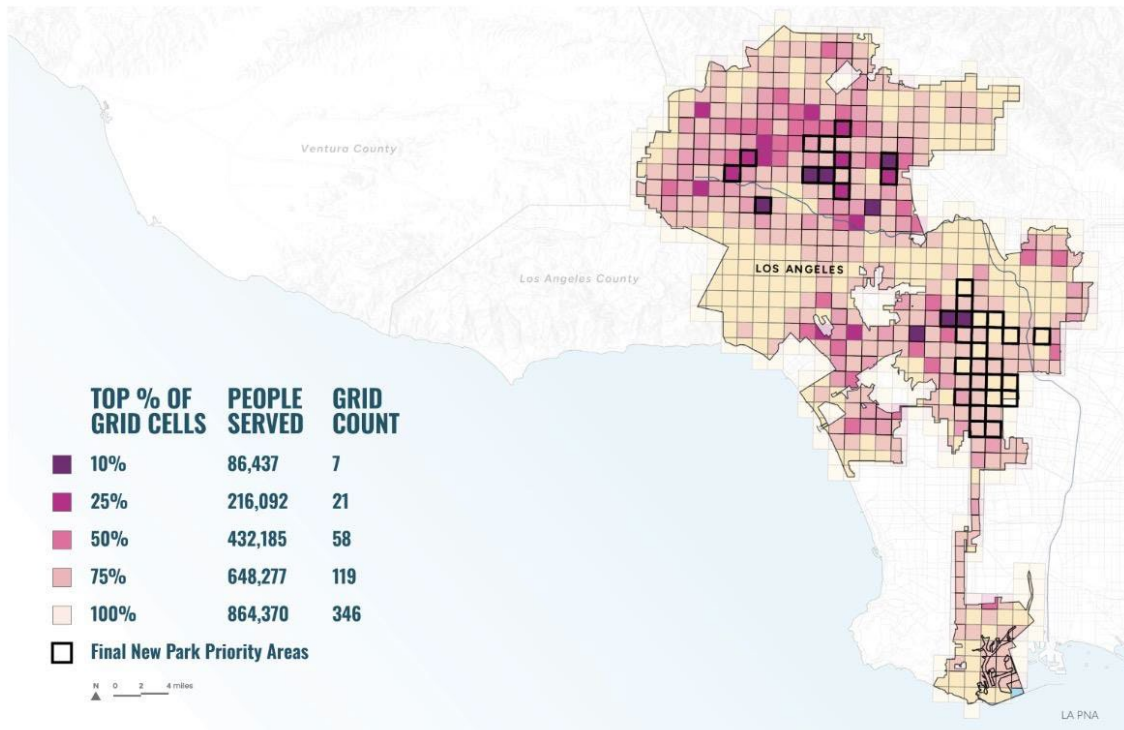 Ventura County
Los Angeles County
LOS ANGELES
TOP % OF GRID CELLS PEOPLE SERVED GRID COUNT
10% 86,437 7
25% 216,092 21
50% 432,185 58
75% 648,277 119
100% 864,370 346
Final New Park Priority Areas
N 0 2 4 miles
LA PNA